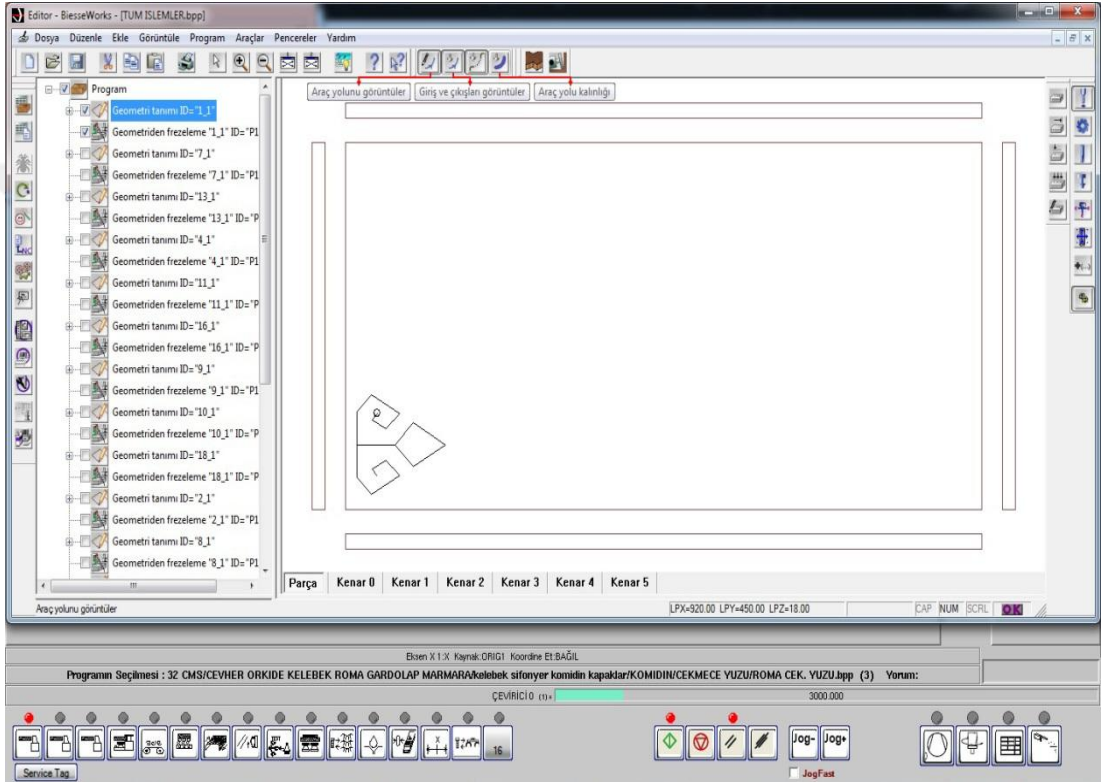 Editor - BiesseWorks - [TUM ISLEMLER.bpp]
Dosya Düzenle Ekle Görüntüle Program Araçlar Pencereler Yardım
Araç yolunu görüntüler Giriş ve çıkışları görüntüler Araç yolu kalınlığı
Program
Geometri tanımı ID="1_1"
Geometriden frezeleme "1_1" ID="P1
Geometri tanımı ID="7_1"
Geometriden frezeleme "7_1" ID="P1
Geometri tanımı ID="13_1"
Geometriden frezeleme "13_1" ID="P
Geometri tanımı ID="4_1"
Geometriden frezeleme "4_1" ID="P1
Geometri tanımı ID="11_1"
Geometriden frezeleme "11_1" ID="P
Geometri tanımı ID="16_1"
Geometriden frezeleme "16_1" ID="P
Geometri tanımı ID="9_1"
Geometriden frezeleme "9_1" ID="P1
Geometri tanımı ID="10_1"
Geometriden frezeleme "10_1" ID="P
Geometri tanımı ID="18_1"
Geometriden frezeleme "18_1" ID="P
Geometri tanımı ID="2_1"
Geometriden frezeleme "2_1" ID="P1
Geometri tanımı ID="8_1"
Geometriden frezeleme "8_1" ID="P1
Parça Kenar 0 Kenar 1 Kenar 2 Kenar 3 Kenar 4 Kenar 5
Araç yolunu görüntüler LPX=920.00 LPY=450.00 LPZ=18.00 CAP NUM SCRL OK
Eksen X 1:X Kaynak:ORIG1 Koordine Et:BAĞIL
Programın Seçilmesi : 32 CMS/CEVHER ORKIDE KELEBEK ROMA GARDOLAP MARMARA/kelebek sifonyer komidin kapaklar/KOMIDIN/CEKMECE YUZU/ROMA CEK. YUZU.bpp (3) Yorum:
ÇEVİRİCİ 0 (1) 3000.000
16 Jog- Jog+
Service Tag JogFast